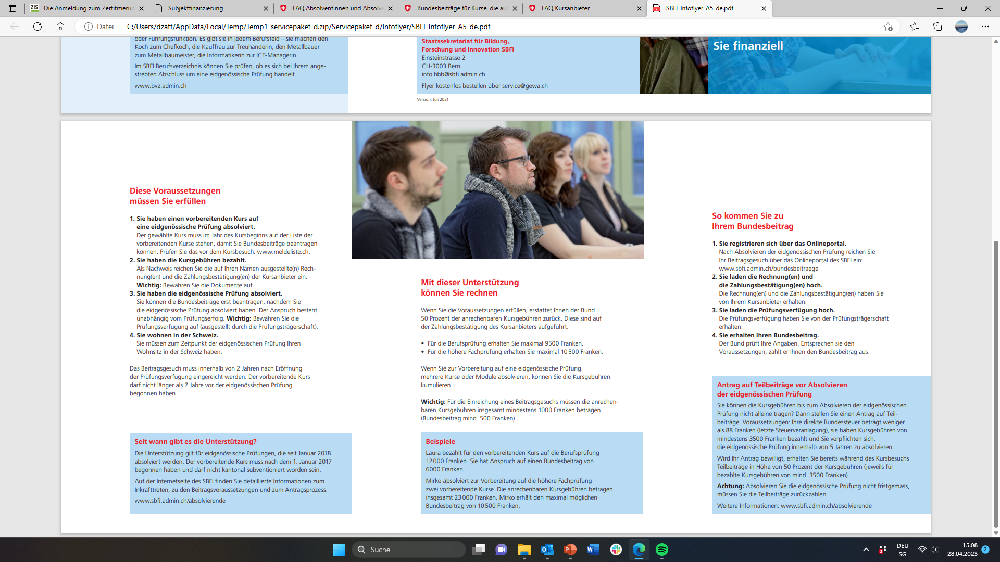 Die Anmeldung zum Zertifizierun
Subjektfinanzierung
FAQ Absolventinnen und Absolve
Bundesbeiträge für Kurse, die au
FAQ Kursanbieter
SBFI_Infoflyer_A5_de.pdf
Datei
C:/Users/dzatt/AppData/Local/Temp/Temp1_servicepaket_d.zip/Servicepaket_d/Infoflyer/SBFI_Infoflyer_A5_de.pdf
oder Führungsfunktion. Es gibt sie in jedem Berufsfeld – sie machen den
Koch zum Chefkoch, die Kauffrau zur Treuhänderin, den Metallbauer
zum Metallbaumeister, die Informatikerin zur ICT-Managerin.
Im SBFI Berufsverzeichnis können Sie prüfen, ob es sich bei Ihrem ange-
strebten Abschluss um eine eidgenössische Prüfung handelt.
www.bvz.admin.ch
Staatssekretariat für Bildung,
Forschung und Innovation SBFI
Einsteinstrasse 2
CH-3003 Bern
info.hbb@sbfi.admin.ch
Flyer kostenlos bestellen über service@gewa.ch
Version: Juli 2021
Sie finanziell
Diese Voraussetzungen
müssen Sie erfüllen
1. Sie haben einen vorbereitenden Kurs auf
eine eidgenössische Prüfung absolviert.
Der gewählte Kurs muss im Jahr des Kursbeginns auf der Liste der
vorbereitenden Kurse stehen, damit Sie Bundesbeiträge beantragen
können. Prüfen Sie das vor dem Kursbesuch: www.meldeliste.ch.
2. Sie haben die Kursgebühren bezahlt.
Als Nachweis reichen Sie die auf Ihren Namen ausgestellte(n) Rech-
nung(en) und die Zahlungsbestätigung(en) der Kursanbieter ein.
Wichtig: Bewahren Sie die Dokumente auf.
3. Sie haben die eidgenössische Prüfung absolviert.
Sie können die Bundesbeiträge erst beantragen, nachdem Sie
die eidgenössische Prüfung absolviert haben. Der Anspruch besteht
unabhängig vom Prüfungserfolg. Wichtig: Bewahren Sie die
Prüfungsverfügung auf (ausgestellt durch die Prüfungsträgerschaft).
4. Sie wohnen in der Schweiz.
Sie müssen zum Zeitpunkt der eidgenössischen Prüfung Ihren
Wohnsitz in der Schweiz haben.
Das Beitragsgesuch muss innerhalb von 2 Jahren nach Eröffnung
der Prüfungsverfügung eingereicht werden. Der vorbereitende Kurs
darf nicht länger als 7 Jahre vor der eidgenössischen Prüfung
begonnen haben.
Seit wann gibt es die Unterstützung?
Die Unterstützung gilt für eidgenössische Prüfungen, die seit Januar 2018
absolviert werden. Der vorbereitende Kurs muss nach dem 1. Januar 2017
begonnen haben und darf nicht kantonal subventioniert worden sein.
Auf der Internetseite des SBFI finden Sie detaillierte Informationen zum
Inkrafttreten, zu den Beitragsvoraussetzungen und zum Antragsprozess.
www.sbfi.admin.ch/absolvierende
Mit dieser Unterstützung
können Sie rechnen
Wenn Sie die Voraussetzungen erfüllen, erstattet Ihnen der Bund
50 Prozent der anrechenbaren Kursgebühren zurück. Diese sind auf
der Zahlungsbestätigung des Kursanbieters aufgeführt.
• Für die Berufsprüfung erhalten Sie maximal 9500 Franken.
• Für die höhere Fachprüfung erhalten Sie maximal 10 500 Franken.
Wenn Sie zur Vorbereitung auf eine eidgenössische Prüfung
mehrere Kurse oder Module absolvieren, können Sie die Kursgebühren
kumulieren.
Wichtig: Für die Einreichung eines Beitragsgesuchs müssen die anrechen-
baren Kursgebühren insgesamt mindestens 1000 Franken betragen
(Bundesbeitrag mind. 500 Franken).
Beispiele
Laura bezahlt für den vorbereitenden Kurs auf die Berufsprüfung
12 000 Franken. Sie hat Anspruch auf einen Bundesbeitrag von
6000 Franken.
Mirko absolviert zur Vorbereitung auf die höhere Fachprüfung
zwei vorbereitende Kurse. Die anrechenbaren Kursgebühren betragen
insgesamt 23 000 Franken. Mirko erhält den maximal möglichen
Bundesbeitrag von 10 500 Franken.
So kommen Sie zu
Ihrem Bundesbeitrag
1. Sie registrieren sich über das Onlineportal.
Nach Absolvieren der eidgenössischen Prüfung reichen Sie
Ihr Beitragsgesuch über das Onlineportal des SBFI ein:
www.sbfi.admin.ch/bundesbeitraege
2. Sie laden die Rechnung(en) und
die Zahlungsbestätigung(en) hoch.
Die Rechnung(en) und die Zahlungsbestätigung(en) haben Sie
von Ihrem Kursanbieter erhalten.
3. Sie laden die Prüfungsverfügung hoch.
Die Prüfungsverfügung haben Sie von der Prüfungsträgerschaft
erhalten.
4. Sie erhalten Ihren Bundesbeitrag.
Der Bund prüft Ihre Angaben. Entsprechen sie den
Voraussetzungen, zahlt er Ihnen den Bundesbeitrag aus.
Antrag auf Teilbeiträge vor Absolvieren
der eidgenössischen Prüfung
Sie können die Kursgebühren bis zum Absolvieren der eidgenössischen
Prüfung nicht alleine tragen? Dann stellen Sie einen Antrag auf Teil-
beiträge. Voraussetzungen: Ihre direkte Bundessteuer beträgt weniger
als 88 Franken (letzte Steuerveranlagung), sie haben Kursgebühren von
mindestens 3500 Franken bezahlt und Sie verpflichten sich,
die eidgenössische Prüfung innerhalb von 5 Jahren zu absolvieren.
Wird Ihr Antrag bewilligt, erhalten Sie bereits während des Kursbesuchs
Teilbeiträge in Höhe von 50 Prozent der Kursgebühren (jeweils für
bezahlte Kursgebühren von mind. 3500 Franken).
Achtung: Absolvieren Sie die eidgenössische Prüfung nicht fristgemäss,
müssen Sie die Teilbeiträge zurückzahlen.
Weitere Informationen: www.sbfi.admin.ch/absolvierende
Suche
DEU
SG
15:08
28.04.2023
2